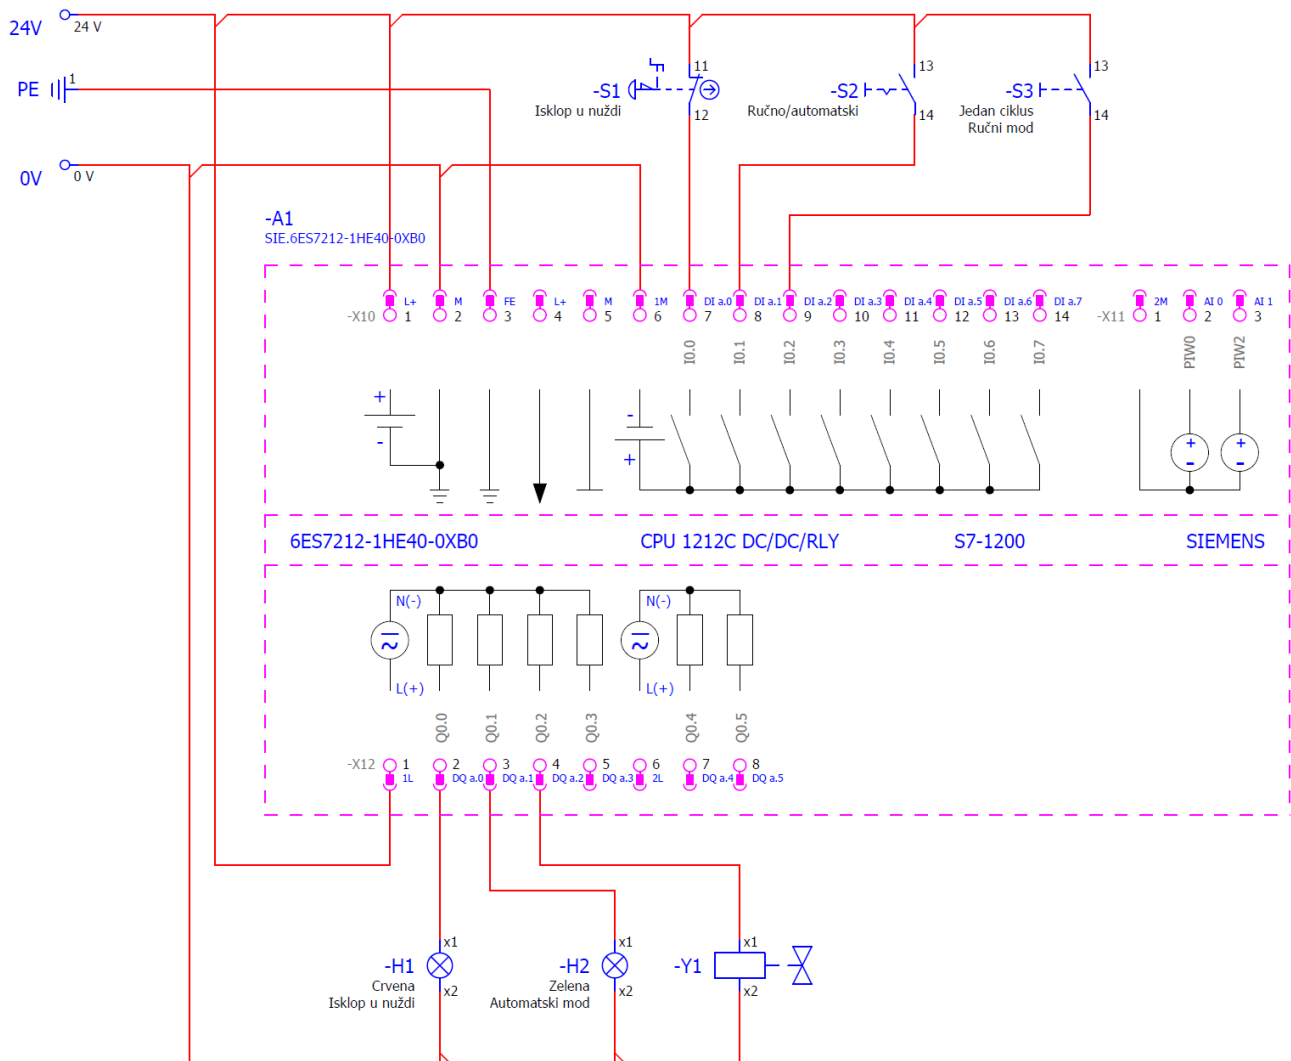 24V
24 V
PE
1
0V
0 V
-S1
Isklop u nuždi
11
12
-S2
Ručno/automatski
13
14
-S3
Jedan ciklus
Ručni mod
13
14
-A1
SIE.6ES7212-1HE40-0XB0
-X10
L+ M FE L+ M 1M DI a.0 DI a.1 DI a.2 DI a.3 DI a.4 DI a.5 DI a.6 DI a.7
1 2 3 4 5 6 7 8 9 10 11 12 13 14
-X11
2M AI 0 AI 1
1 2 3
I0.0 I0.1 I0.2 I0.3 I0.4 I0.5 I0.6 I0.7 PIW0 PIW2
+ - - + + - + -
6ES7212-1HE40-0XB0 CPU 1212C DC/DC/RLY S7-1200 SIEMENS
N(-) N(-)
L(+) L(+)
Q0.0 Q0.1 Q0.2 Q0.3 Q0.4 Q0.5
-X12
1 2 3 4 5 6 7 8
1L DQ a.0 DQ a.1 DQ a.2 DQ a.3 2L DQ a.4 DQ a.5
-H1
Crvena
Isklop u nuždi
x1
x2
-H2
Zelena
Automatski mod
x1
x2
-Y1
x1
x2